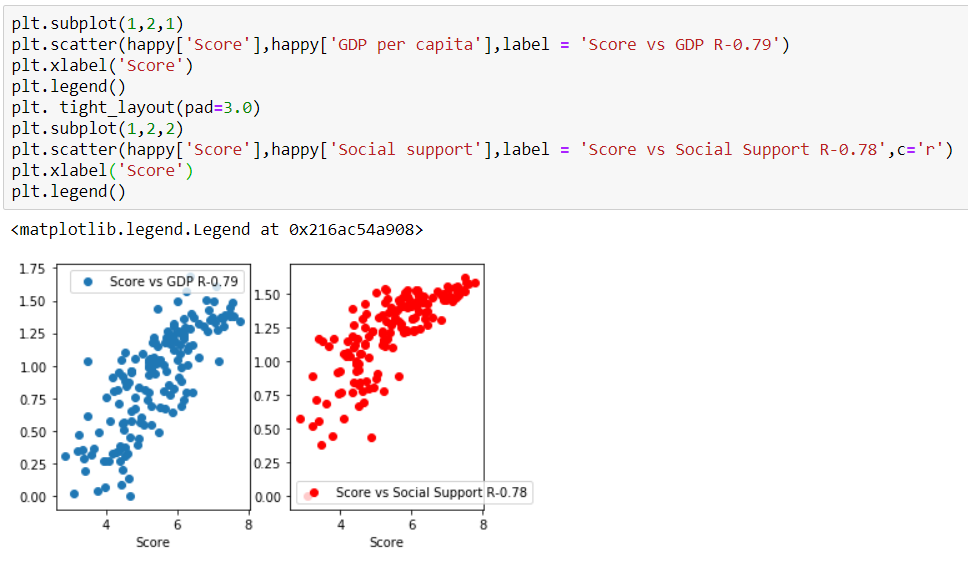 plt.subplot(1,2,1)
plt.scatter(happy['Score'],happy['GDP per capita'],label = 'Score vs GDP R-0.79')
plt.xlabel('Score')
plt.legend()
plt. tight_layout(pad=3.0)
plt.subplot(1,2,2)
plt.scatter(happy['Score'],happy['Social support'],label = 'Score vs Social Support R-0.78',c='r')
plt.xlabel('Score')
plt.legend()
<matplotlib.legend.Legend at 0x216ac54a908>
1.75
1.50
1.25
1.00
0.75
0.50
0.25
0.00
Score vs GDP R-0.79
4 6 8
Score
1.50
1.25
1.00
0.75
0.50
0.25
0.00
Score vs Social Support R-0.78
4 6 8
Score